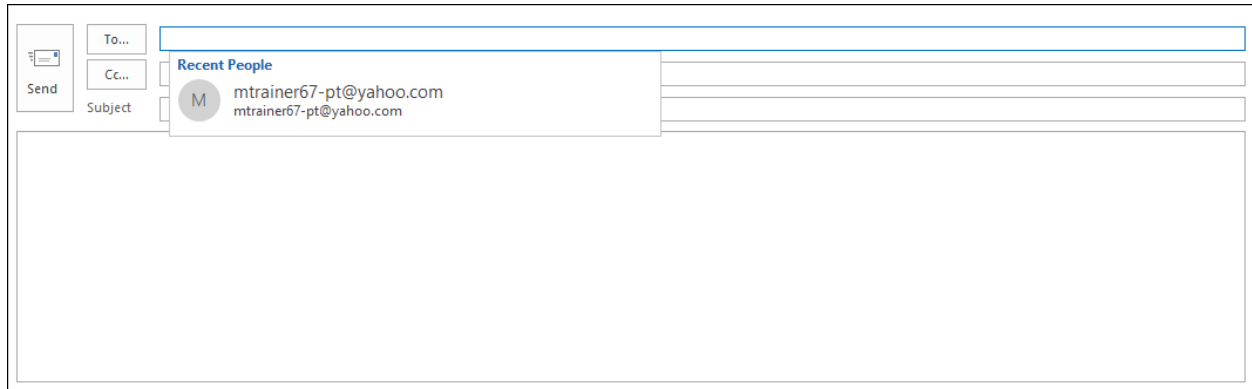 To...
Send
Cc...
Subject
Recent People
M
mtrainer67-pt@yahoo.com
mtrainer67-pt@yahoo.com